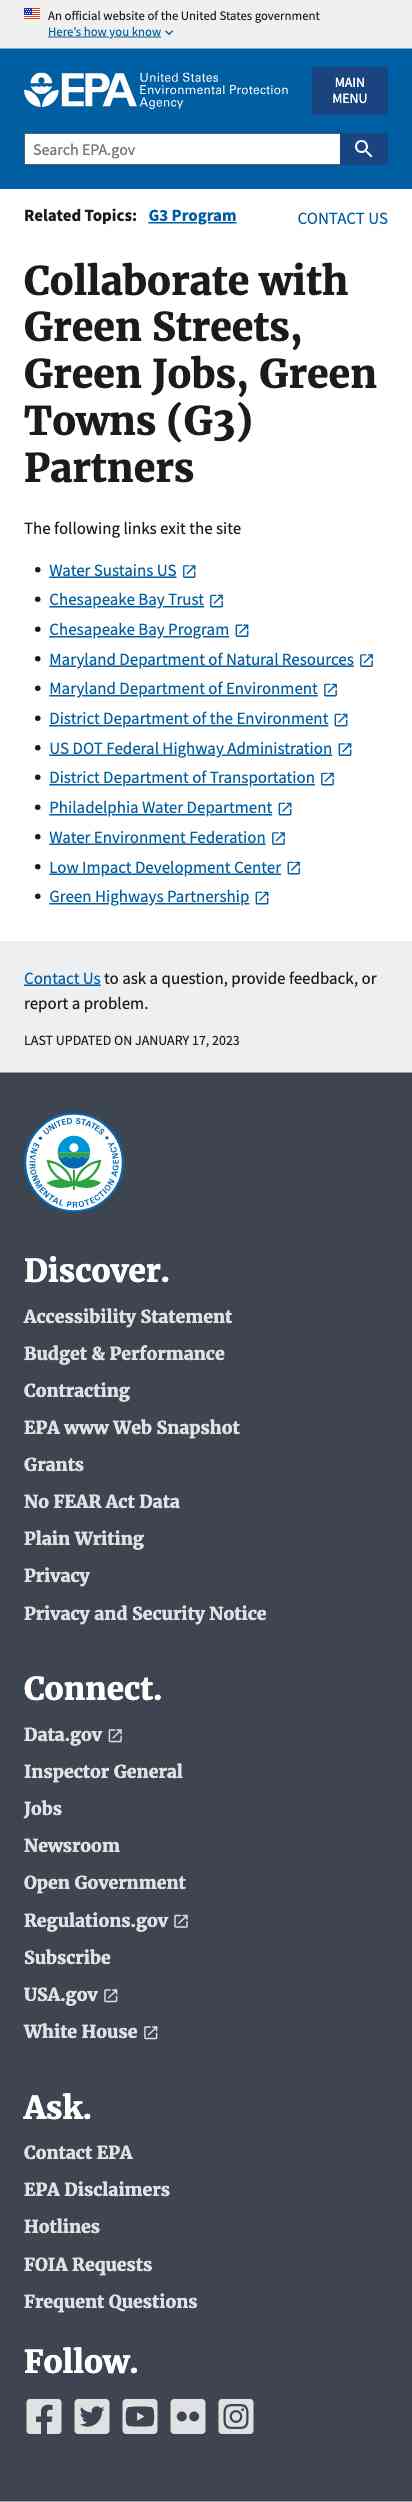 An official website of the United States government
Here's how you know
EPA
United States
Environmental Protection
Agency
MAIN
MENU
Search EPA.gov
Related Topics: G3 Program
CONTACT US
Collaborate with
Green Streets,
Green Jobs, Green
Towns (G3)
Partners
The following links exit the site
• Water Sustains US
• Chesapeake Bay Trust
• Chesapeake Bay Program
• Maryland Department of Natural Resources
• Maryland Department of Environment
• District Department of the Environment
• US DOT Federal Highway Administration
• District Department of Transportation
• Philadelphia Water Department
• Water Environment Federation
• Low Impact Development Center
• Green Highways Partnership
Contact Us to ask a question, provide feedback, or
report a problem.
LAST UPDATED ON JANUARY 17, 2023
UNITED STATES
ENVIRONMENTAL PROTECTION AGENCY
Discover.
Accessibility Statement
Budget & Performance
Contracting
EPA www Web Snapshot
Grants
No FEAR Act Data
Plain Writing
Privacy
Privacy and Security Notice
Connect.
Data.gov
Inspector General
Jobs
Newsroom
Open Government
Regulations.gov
Subscribe
USA.gov
White House
Ask.
Contact EPA
EPA Disclaimers
Hotlines
FOIA Requests
Frequent Questions
Follow.